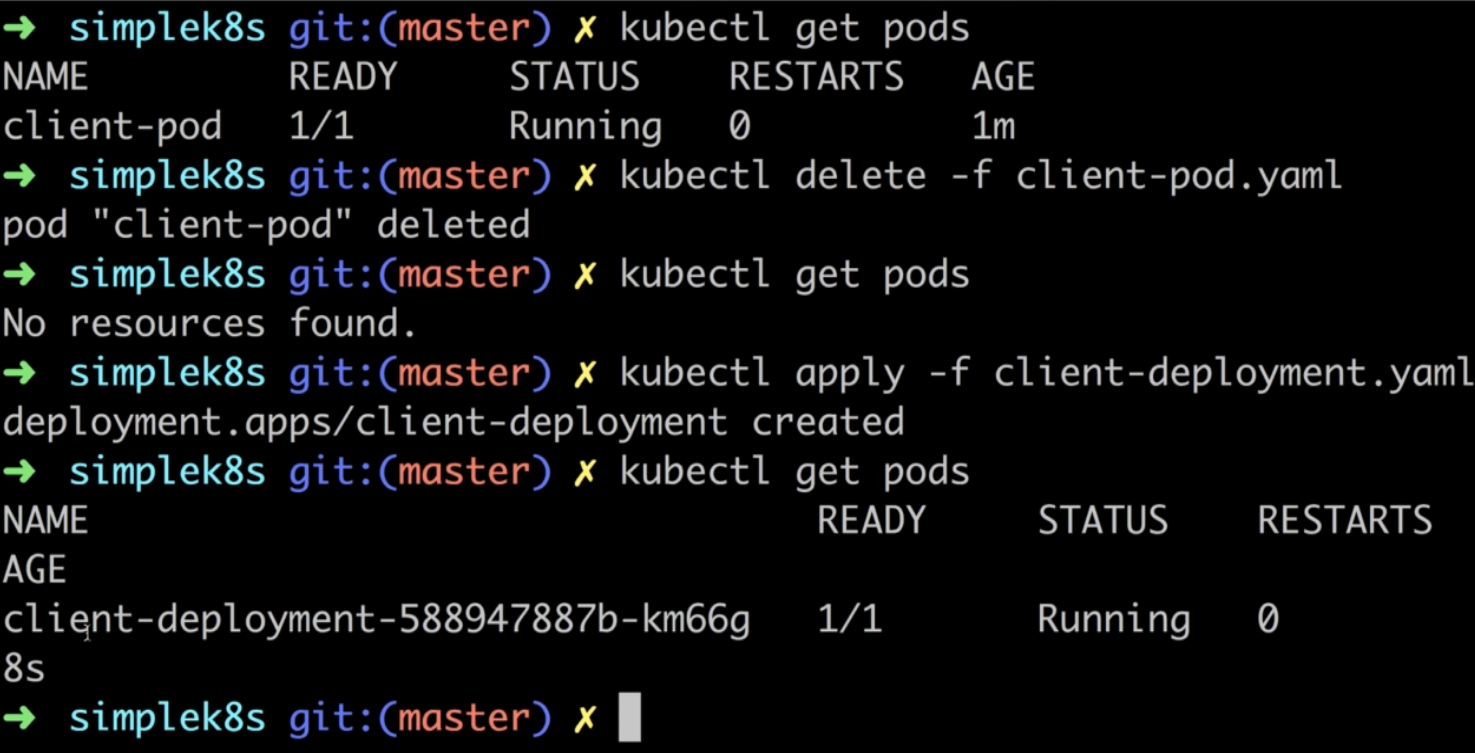 ➜ simplek8s git:(master) ✗ kubectl get pods
NAME READY STATUS RESTARTS AGE
client-pod 1/1 Running 0 1m
➜ simplek8s git:(master) ✗ kubectl delete -f client-pod.yaml
pod "client-pod" deleted
➜ simplek8s git:(master) ✗ kubectl get pods
No resources found.
➜ simplek8s git:(master) ✗ kubectl apply -f client-deployment.yaml
deployment.apps/client-deployment created
➜ simplek8s git:(master) ✗ kubectl get pods
NAME READY STATUS RESTARTS
AGE
client-deployment-588947887b-km66g 1/1 Running 0
8s
➜ simplek8s git:(master) ✗